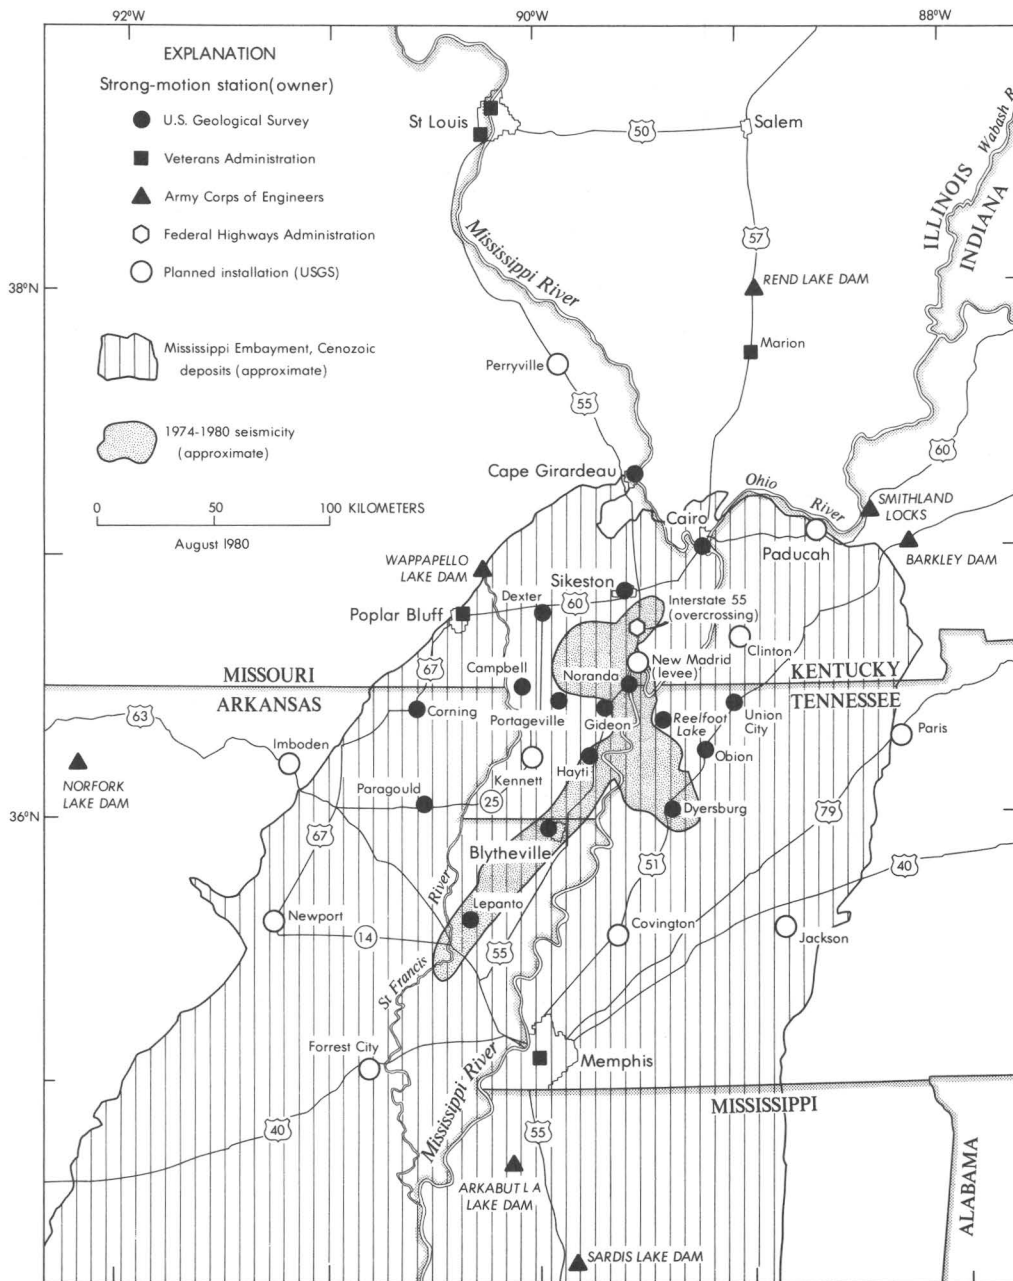 92°W
90°W
88°W
EXPLANATION
Strong-motion station(owner)
U.S. Geological Survey
Veterans Administration
Army Corps of Engineers
Federal Highways Administration
Planned installation (USGS)
Mississippi Embayment, Cenozoic
deposits (approximate)
1974-1980 seismicity
(approximate)
0 50 100 KILOMETERS
August 1980
St Louis
50
Salem
Wabash R
ILLINOIS
INDIANA
57
Mississippi River
38°N
REND LAKE DAM
Marion
Perryville
55
60
Cape Girardeau
Ohio
River
SMITHLAND
LOCKS
Cairo
Paducah
BARKLEY DAM
WAPPAPELLO
LAKE DAM
Sikeston
Dexter
60
Interstate 55
(overcrossing)
Poplar Bluff
Clinton
New Madrid
(levee)
Campbell
Noranda
67
MISSOURI
ARKANSAS
KENTUCKY
TENNESSEE
63
Corning
Portageville
Gideon
Reelfoot
Lake
Union
City
Paris
Imboden
Obion
NORFORK
LAKE DAM
Kennett
Hayti
Paragould
25
Dyersburg
79
36°N
67
Blytheville
51
40
River
Lepanto
Newport
Covington
Jackson
14
55
St Francis
Forrest City
Memphis
Mississippi River
MISSISSIPPI
40
55
ARKABUTLA
LAKE DAM
ALABAMA
SARDIS LAKE DAM